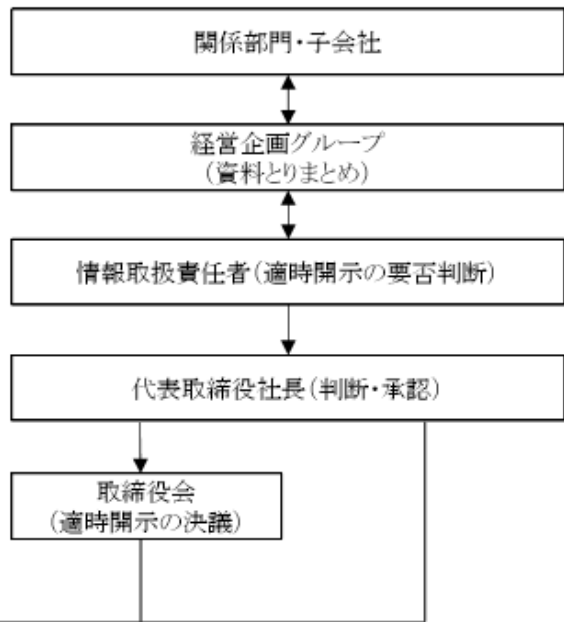 関係部門・子会社
経営企画グループ
(資料とりまとめ)
情報取扱責任者(適時開示の要否判断)
代表取締役社長(判断・承認)
取締役会
(適時開示の決議)